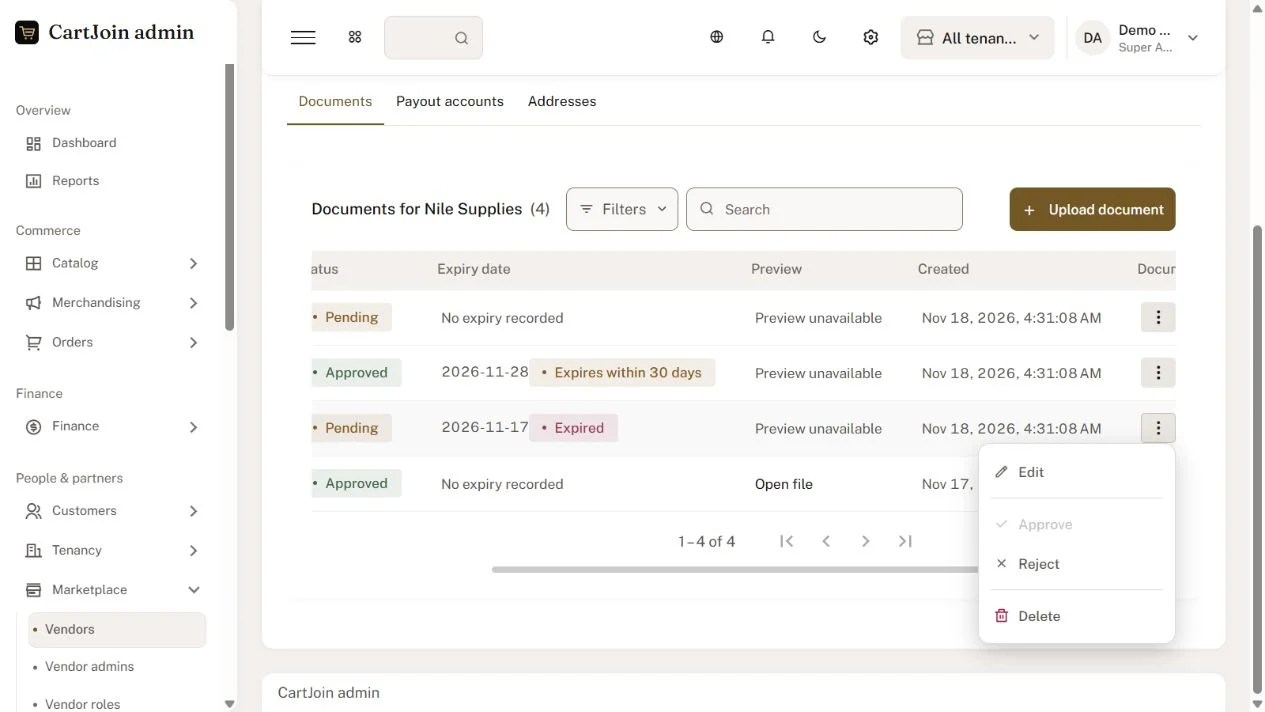 CartJoin admin
All tenan...
DA
Demo ...
Super A...
Overview
Dashboard
Reports
Commerce
Catalog
Merchandising
Orders
Finance
Finance
People & partners
Customers
Tenancy
Marketplace
Vendors
Vendor admins
Vendor roles
Documents Payout accounts Addresses
Documents for Nile Supplies (4)
Filters
Search
+ Upload document
atus Expiry date Preview Created Docur
Pending No expiry recorded Preview unavailable Nov 18, 2026, 4:31:08 AM
Approved 2026-11-28 Expires within 30 days Preview unavailable Nov 18, 2026, 4:31:08 AM
Pending 2026-11-17 Expired Preview unavailable Nov 18, 2026, 4:31:08 AM
Approved No expiry recorded Open file Nov 17,
Edit
Approve
Reject
Delete
1–4 of 4
CartJoin admin